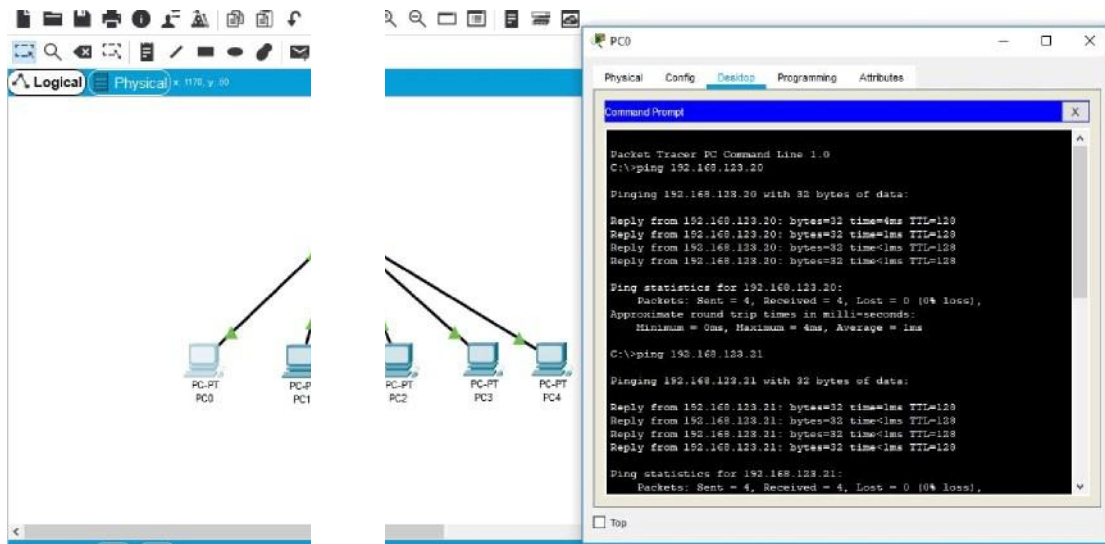 PC0
Physical Config Desktop Programming Attributes
Logical Physical x: 1170, y: 60
Command Prompt X
Packet Tracer PC Command Line 1.0
C:\>ping 192.168.123.20
Pinging 192.168.123.20 with 32 bytes of data:
Reply from 192.168.123.20: bytes=32 time=4ms TTL=128
Reply from 192.168.123.20: bytes=32 time=1ms TTL=128
Reply from 192.168.123.20: bytes=32 time<1ms TTL=128
Reply from 192.168.123.20: bytes=32 time<1ms TTL=128
Ping statistics for 192.168.123.20:
Packets: Sent = 4, Received = 4, Lost = 0 (0% loss),
Approximate round trip times in milli-seconds:
Minimum = 0ms, Maximum = 4ms, Average = 1ms
C:\>ping 192.168.123.21
Pinging 192.168.123.21 with 32 bytes of data:
Reply from 192.168.123.21: bytes=32 time=1ms TTL=128
Reply from 192.168.123.21: bytes=32 time<1ms TTL=128
Reply from 192.168.123.21: bytes=32 time<1ms TTL=128
Reply from 192.168.123.21: bytes=32 time<1ms TTL=128
Ping statistics for 192.168.123.21:
Packets: Sent = 4, Received = 4, Lost = 0 (0% loss),
Top
PC-PT PC-P PC-PT PC-PT PC-PT
PC0 PC1 PC2 PC3 PC4